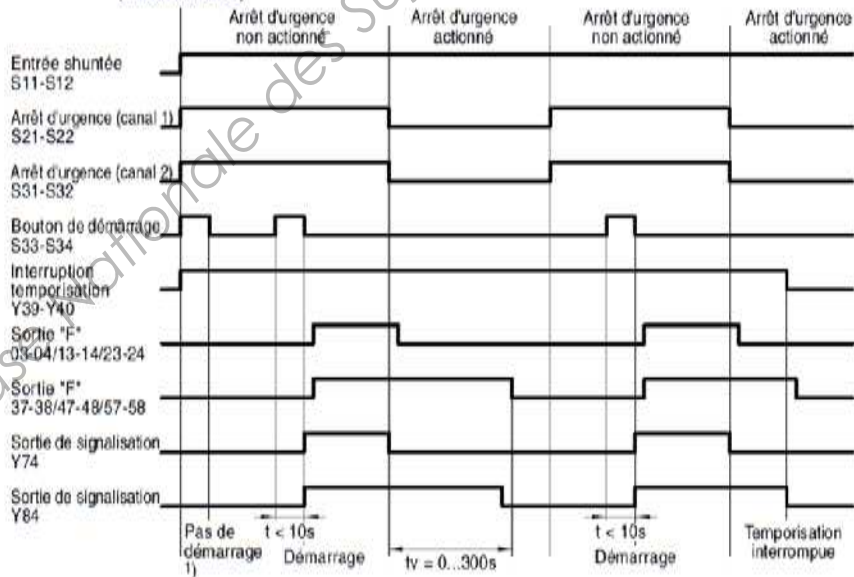 Arrêt d'urgence
non actionné
Arrêt d'urgence
actionné
Arrêt d'urgence
non actionné
Arrêt d'urgence
actionné
Entrée shuntée
S11-S12
Arrêt d'urgence (canal 1)
S21-S22
Arrêt d'urgence (canal 2)
S31-S32
Bouton de démarrage
S33-S34
Interruption
temporisation
Y39-Y40
Sortie "F"
03-04/13-14/23-24
Sortie "F"
37-38/47-48/57-58
Sortie de signalisation
Y74
Sortie de signalisation
Y84
Pas de
démarrage
1)
t < 10s
Démarrage
tv = 0...300s
t < 10s
Démarrage
Temporisation
interrompue
Nationale des